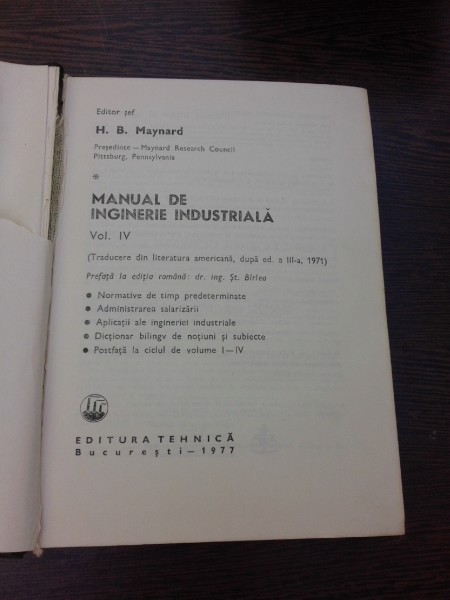 Editor șef
H. B. Maynard
Președinte — Maynard Research Council
Pittsburg, Pennsylvania
MANUAL DE
INGINERIE INDUSTRIALĂ
Vol. IV
(Traducere din literatura americană, după ed. a III-a, 1971)
Prefață la ediția română: dr. ing. Șt. Bîrlea
● Normative de timp predeterminate
● Administrarea salarizării
● Aplicații ale ingineriei industriale
● Dicționar bilingv de noțiuni și subiecte
● Postfață la ciclul de volume I—IV
EDITURA TEHNICĂ
București — 1977